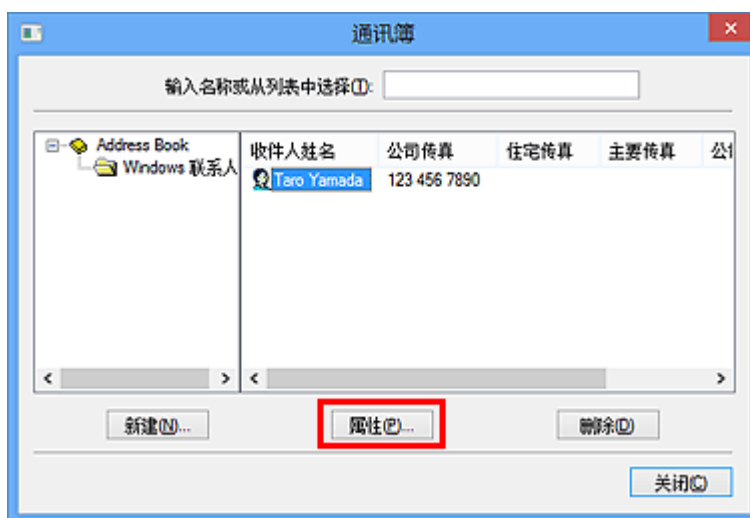 通讯簿
输入名称或从列表中选择(T):
Address Book
Windows 联系人
收件人姓名 公司传真 住宅传真 主要传真
Taro Yamada 123 456 7890
新建(N)... 属性(P)... 删除(D)
关闭(C)